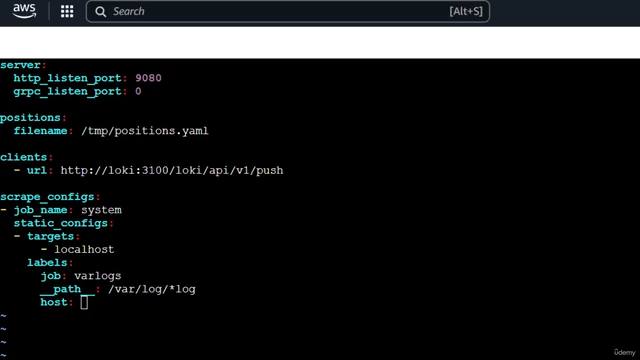 aws
Search
[Alt+S]
server:
  http_listen_port: 9080
  grpc_listen_port: 0
positions:
  filename: /tmp/positions.yaml
clients:
  - url: http://loki:3100/loki/api/v1/push
scrape_configs:
- job_name: system
  static_configs:
  - targets:
      - localhost
    labels:
      job: varlogs
      __path__: /var/log/*log
      host:
~
~
~
~
udemy